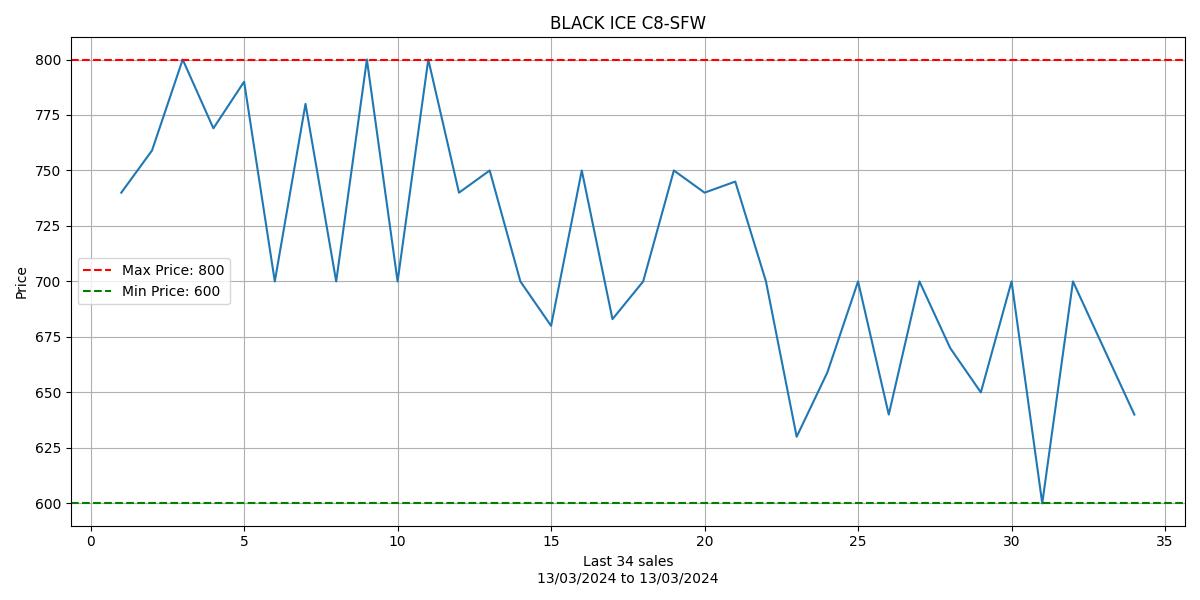 BLACK ICE C8-SFW
Price
800
775
750
725
700
675
650
625
600
Max Price: 800
Min Price: 600
0 5 10 15 20 25 30 35
Last 34 sales
13/03/2024 to 13/03/2024